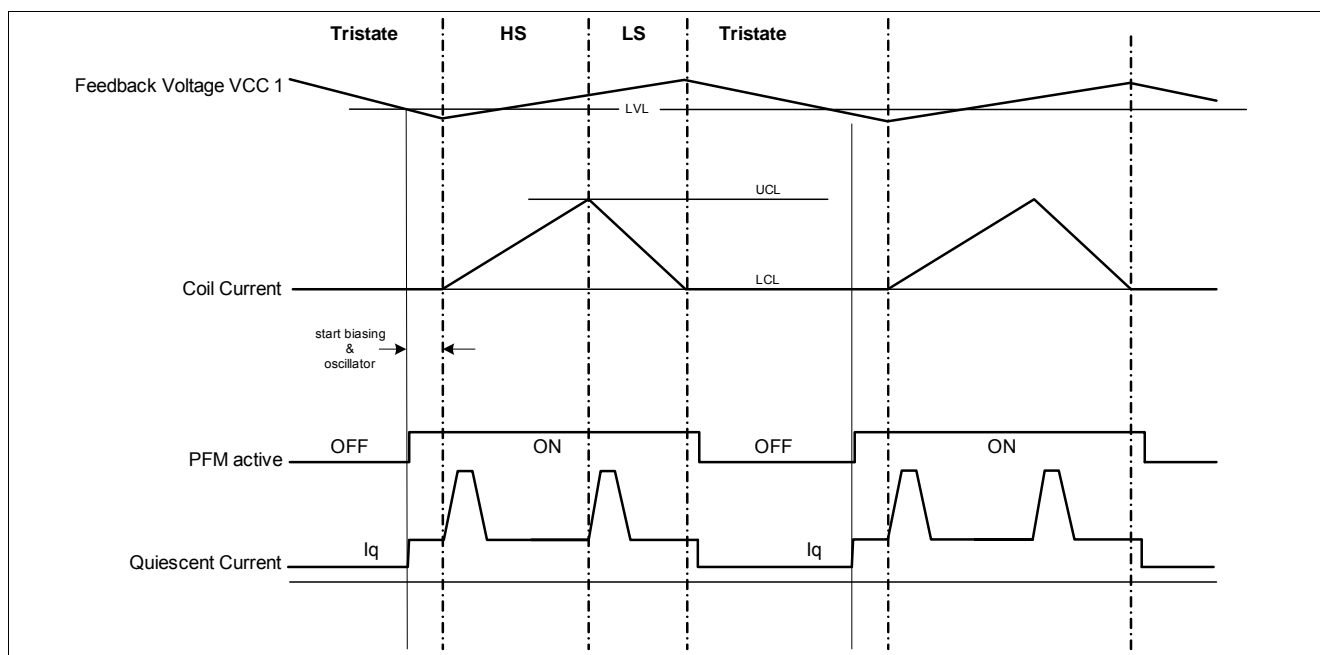 Tristate HS LS Tristate
Feedback Voltage VCC 1
LVL
UCL
Coil Current
LCL
start biasing
&
oscillator
OFF ON OFF ON
PFM active
Iq Iq
Quiescent Current